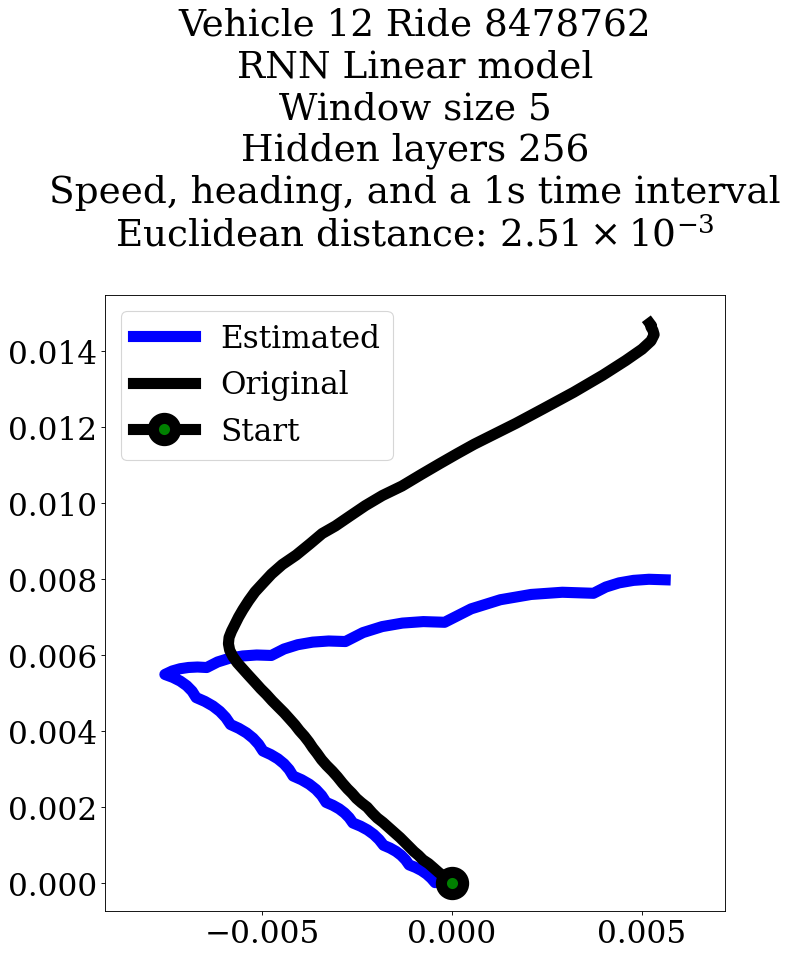 Vehicle 12 Ride 8478762
RNN Linear model
Window size 5
Hidden layers 256
Speed, heading, and a 1s time interval
Euclidean distance: 2.51 × 10⁻³
Estimated
Original
Start
0.014
0.012
0.010
0.008
0.006
0.004
0.002
0.000
−0.005 0.000 0.005